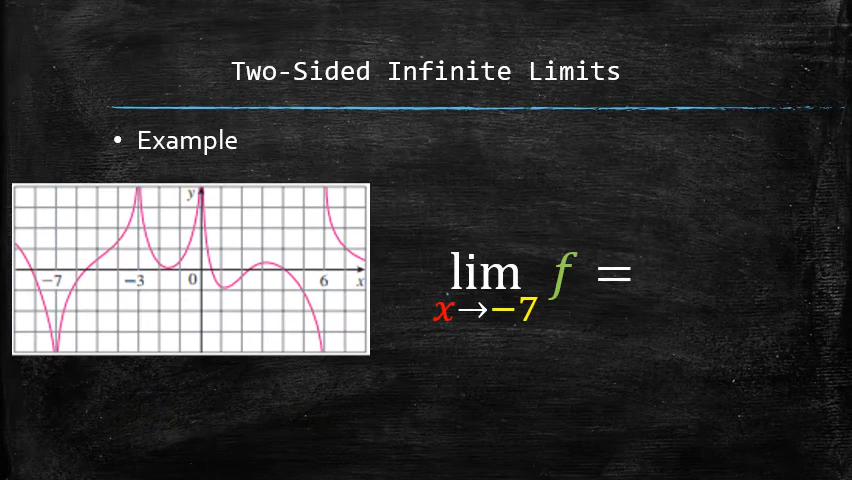 Two-Sided Infinite Limits
• Example
y
−7 −3 0 6 x
lim f =
x→−7